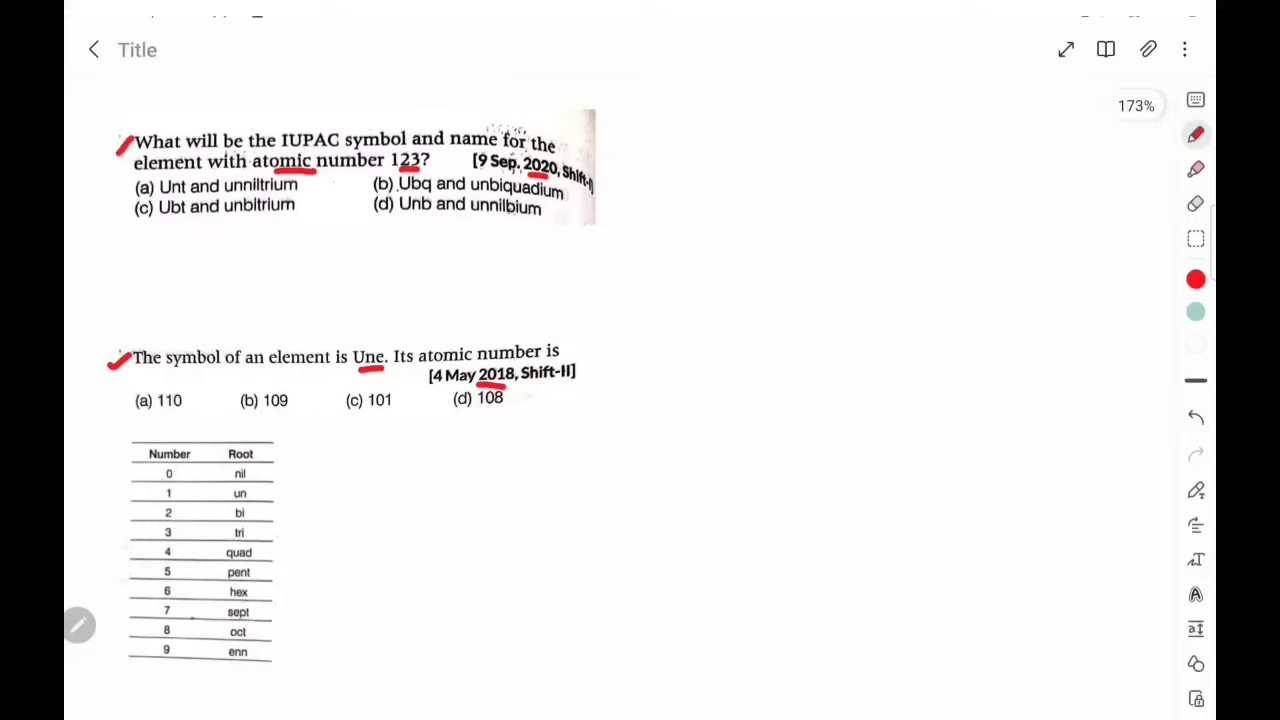 Title
173%
What will be the IUPAC symbol and name for the
element with atomic number 123? [9 Sep. 2020, Shift-I]
(a) Unt and unniltrium (b) Ubq and unbiquadium
(c) Ubt and unbitrium (d) Unb and unnilbium
The symbol of an element is Une. Its atomic number is
[4 May 2018, Shift-II]
(a) 110 (b) 109 (c) 101 (d) 108
Number Root
0 nil
1 un
2 bi
3 tri
4 quad
5 pent
6 hex
7 sept
8 oct
9 enn